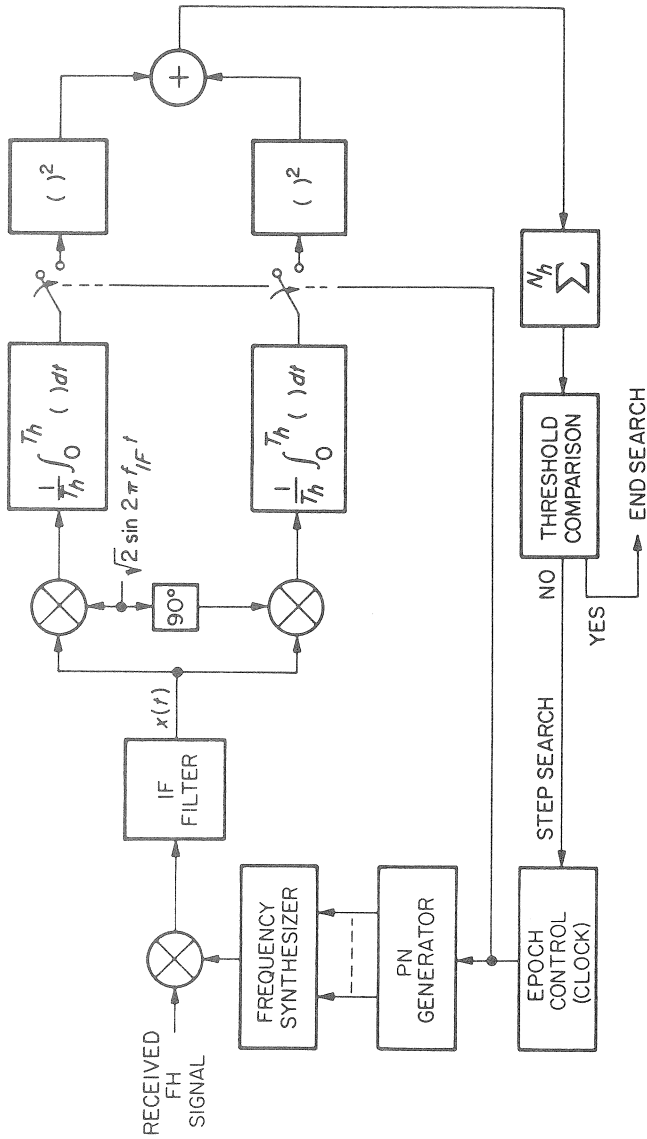 RECEIVED
FH
SIGNAL
IF
FILTER
x(t)
√2 sin 2π f_IF t
90°
1/T_h ∫_0^T_h ( ) dt
( )²
+
1/T_h ∫_0^T_h ( ) dt
( )²
FREQUENCY
SYNTHESIZER
PN
GENERATOR
EPOCH
CONTROL
(CLOCK)
STEP SEARCH
NO
YES
END SEARCH
THRESHOLD
COMPARISON
N_h
Σ